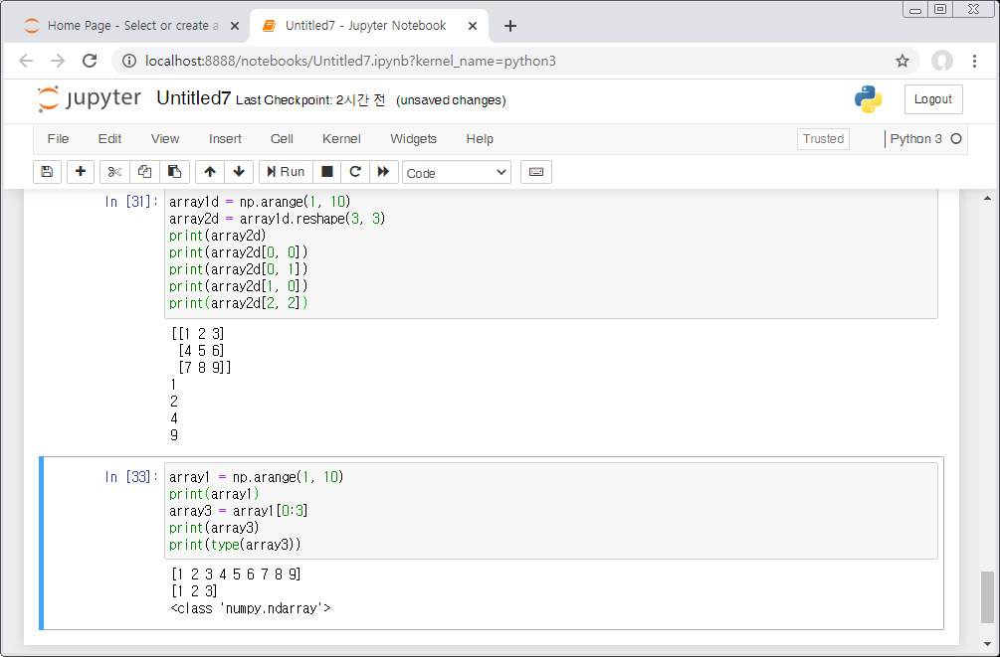 Home Page - Select or create a
Untitled7 - Jupyter Notebook
localhost:8888/notebooks/Untitled7.ipynb?kernel_name=python3
jupyter Untitled7 Last Checkpoint: 2시간 전 (unsaved changes)
Logout
File Edit View Insert Cell Kernel Widgets Help
Trusted
Python 3
Run
Code
In [31]:
array1d = np.arange(1, 10)
array2d = array1d.reshape(3, 3)
print(array2d)
print(array2d[0, 0])
print(array2d[0, 1])
print(array2d[1, 0])
print(array2d[2, 2])
[[1 2 3]
[4 5 6]
[7 8 9]]
1
2
4
9
In [33]:
array1 = np.arange(1, 10)
print(array1)
array3 = array1[0:3]
print(array3)
print(type(array3))
[1 2 3 4 5 6 7 8 9]
[1 2 3]
<class 'numpy.ndarray'>